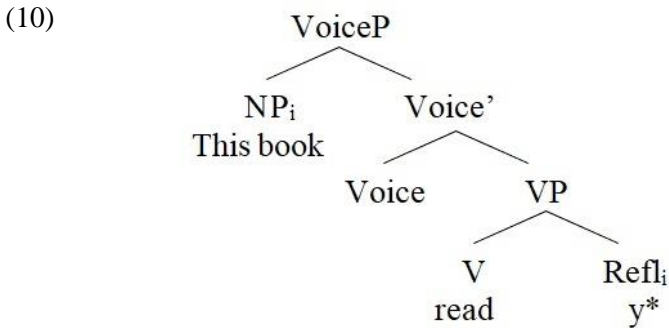 (10)
VoiceP
NPi Voice’
This book
Voice VP
V Refli
read y*